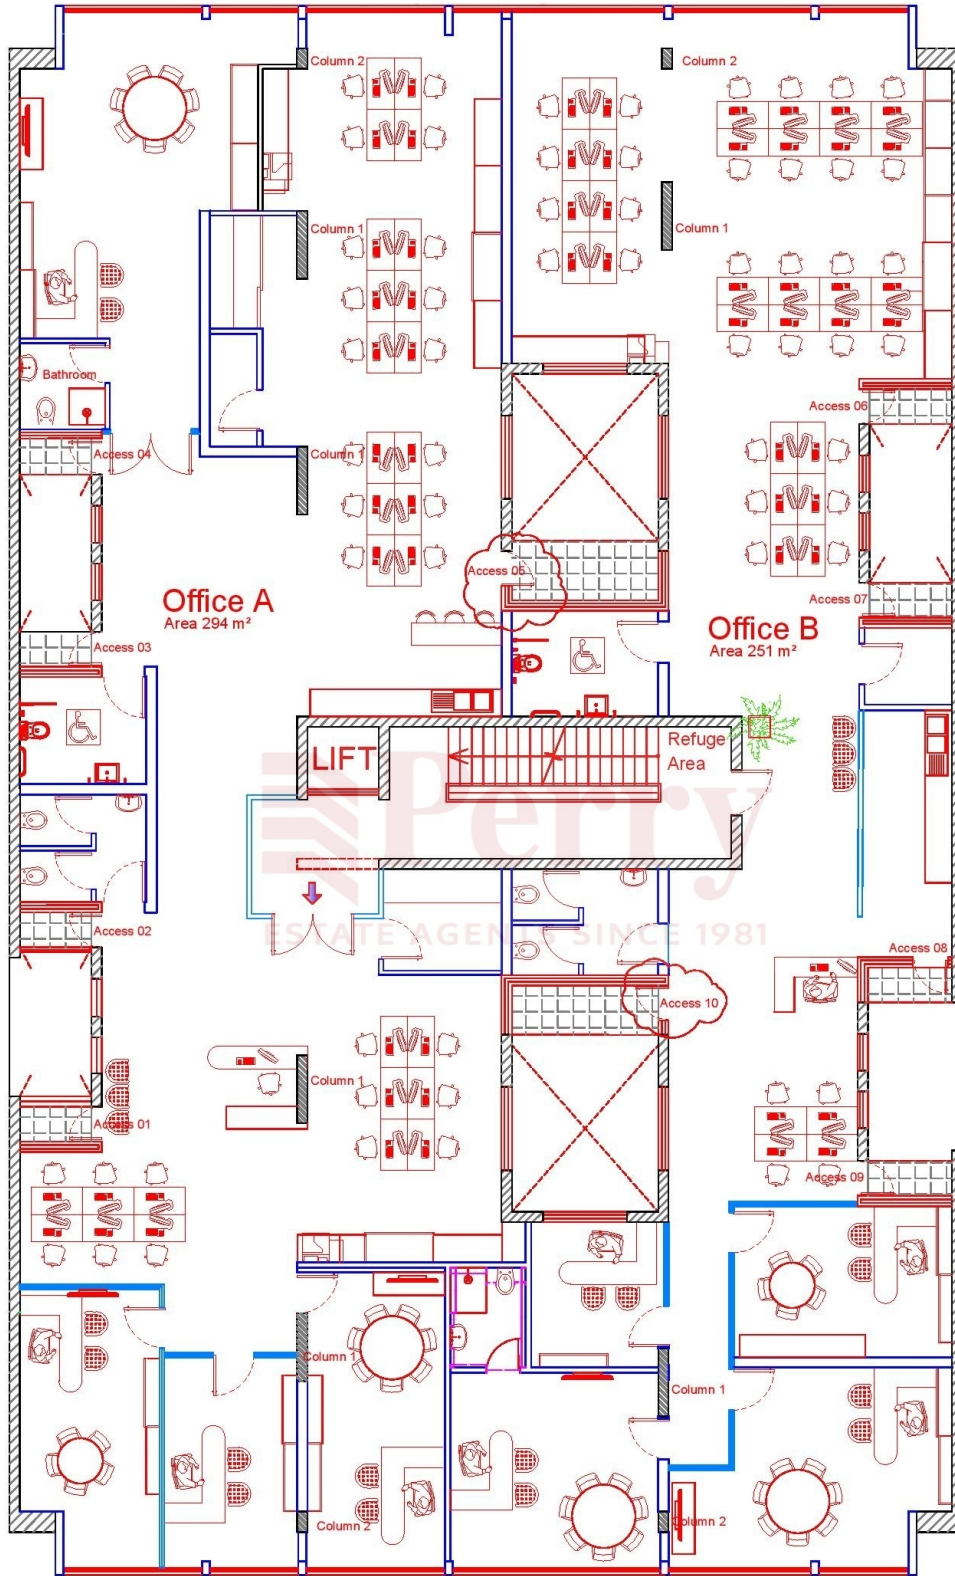 Column 2
Column 2
Column 1
Column 1
Bathroom
Access 06
Access 04
Column 1
Access 05
Office A
Area 294 m²
Access 07
Office B
Area 251 m²
Access 03
LIFT
Refuge
Area
Perry
ESTATE AGENTS SINCE 1981
Access 02
Access 08
Access 10
Column 1
Access 01
Access 09
Column 1
Column 1
Column 2
Column 2